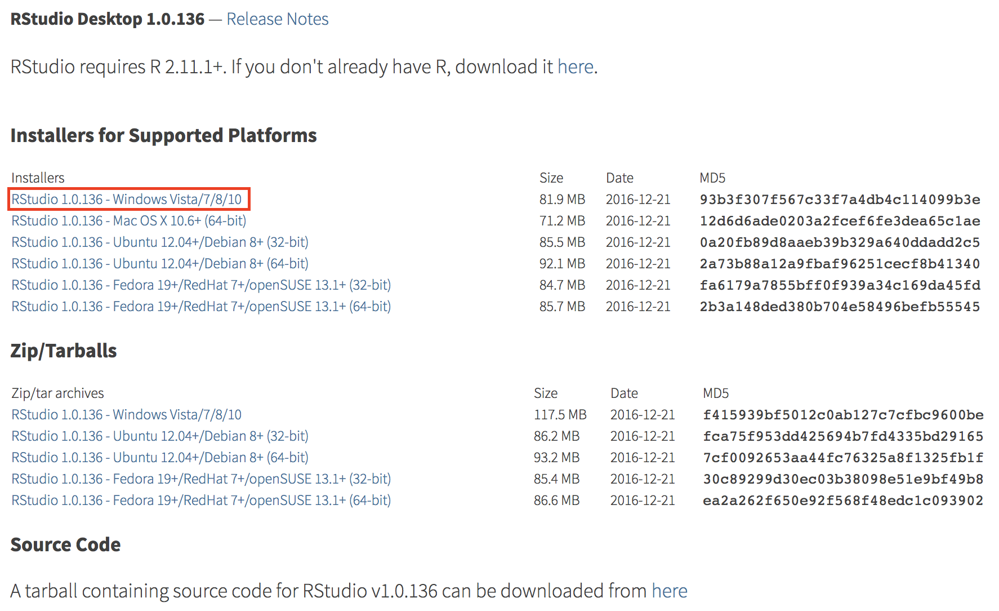 RStudio Desktop 1.0.136 — Release Notes
RStudio requires R 2.11.1+. If you don't already have R, download it here.
Installers for Supported Platforms
Installers Size Date MD5
RStudio 1.0.136 - Windows Vista/7/8/10 81.9 MB 2016-12-21 93b3f307f567c33f7a4db4c114099b3e
RStudio 1.0.136 - Mac OS X 10.6+ (64-bit) 71.2 MB 2016-12-21 12d6d6ade0203a2fcef6fe3dea65c1ae
RStudio 1.0.136 - Ubuntu 12.04+/Debian 8+ (32-bit) 85.5 MB 2016-12-21 0a20fb89d8aaeb39b329a640ddadd2c5
RStudio 1.0.136 - Ubuntu 12.04+/Debian 8+ (64-bit) 92.1 MB 2016-12-21 2a73b88a12a9fbaf96251cecf8b41340
RStudio 1.0.136 - Fedora 19+/RedHat 7+/openSUSE 13.1+ (32-bit) 84.7 MB 2016-12-21 fa6179a7855bff0f939a34c169da45fd
RStudio 1.0.136 - Fedora 19+/RedHat 7+/openSUSE 13.1+ (64-bit) 85.7 MB 2016-12-21 2b3a148ded380b704e58496befb55545
Zip/Tarballs
Zip/tar archives Size Date MD5
RStudio 1.0.136 - Windows Vista/7/8/10 117.5 MB 2016-12-21 f415939bf5012c0ab127c7cfbc9600be
RStudio 1.0.136 - Ubuntu 12.04+/Debian 8+ (32-bit) 86.2 MB 2016-12-21 fca75f953dd425694b7fd4335bd29165
RStudio 1.0.136 - Ubuntu 12.04+/Debian 8+ (64-bit) 93.2 MB 2016-12-21 7cf0092653aa44fc76325a8f1325fb1f
RStudio 1.0.136 - Fedora 19+/RedHat 7+/openSUSE 13.1+ (32-bit) 85.4 MB 2016-12-21 30c89299d30ec03b38098e51e9bf49b8
RStudio 1.0.136 - Fedora 19+/RedHat 7+/openSUSE 13.1+ (64-bit) 86.6 MB 2016-12-21 ea2a262f650e92f568f48edc1c093902
Source Code
A tarball containing source code for RStudio v1.0.136 can be downloaded from here